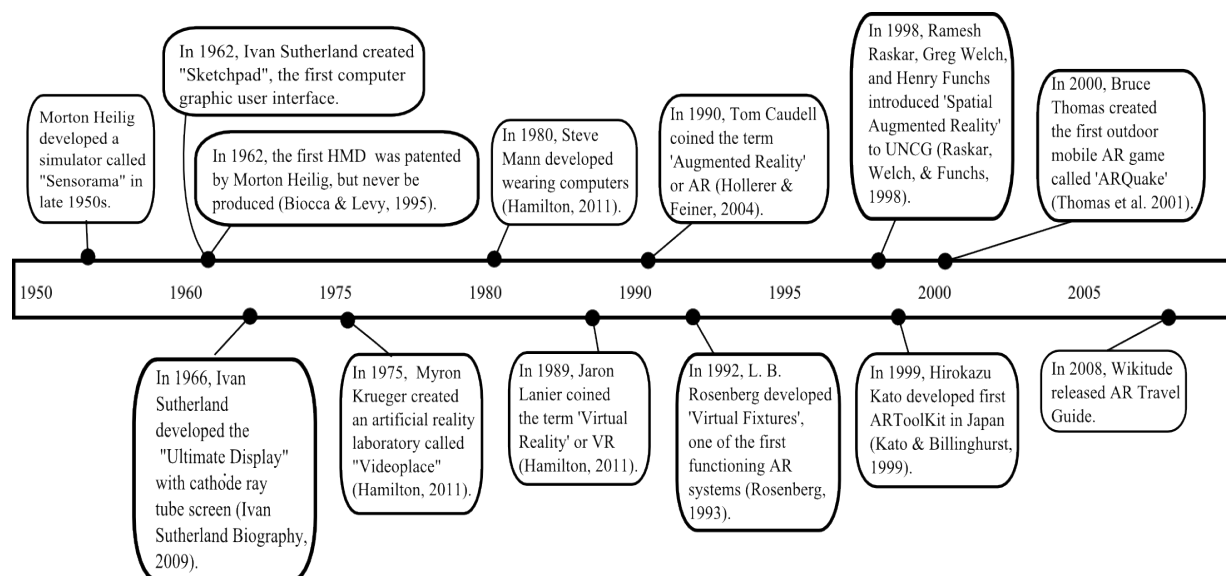 Morton Heilig
developed a
simulator called
"Sensorama" in
late 1950s.
In 1962, Ivan Sutherland created
"Sketchpad", the first computer
graphic user interface.
In 1962, the first HMD was patented
by Morton Heilig, but never be
produced (Biocca & Levy, 1995).
In 1980, Steve
Mann developed
wearing computers
(Hamilton, 2011).
In 1990, Tom Caudell
coined the term
'Augmented Reality'
or AR (Hollerer &
Feiner, 2004).
In 1998, Ramesh
Raskar, Greg Welch,
and Henry Funchs
introduced 'Spatial
Augmented Reality'
to UNCG (Raskar,
Welch, & Funchs,
1998).
In 2000, Bruce
Thomas created
the first outdoor
mobile AR game
called 'ARQuake'
(Thomas et al. 2001).
1950 1960 1975 1980 1990 1995 2000 2005
In 1966, Ivan
Sutherland
developed the
"Ultimate Display"
with cathode ray
tube screen (Ivan
Sutherland Biography,
2009).
In 1975, Myron
Krueger created
an artificial reality
laboratory called
"Videoplace"
(Hamilton, 2011).
In 1989, Jaron
Lanier coined
the term 'Virtual
Reality' or VR
(Hamilton, 2011).
In 1992, L. B.
Rosenberg developed
'Virtual Fixtures',
one of the first
functioning AR
systems (Rosenberg,
1993).
In 1999, Hirokazu
Kato developed first
ARToolKit in Japan
(Kato & Billinghurst,
1999).
In 2008, Wikitude
released AR Travel
Guide.